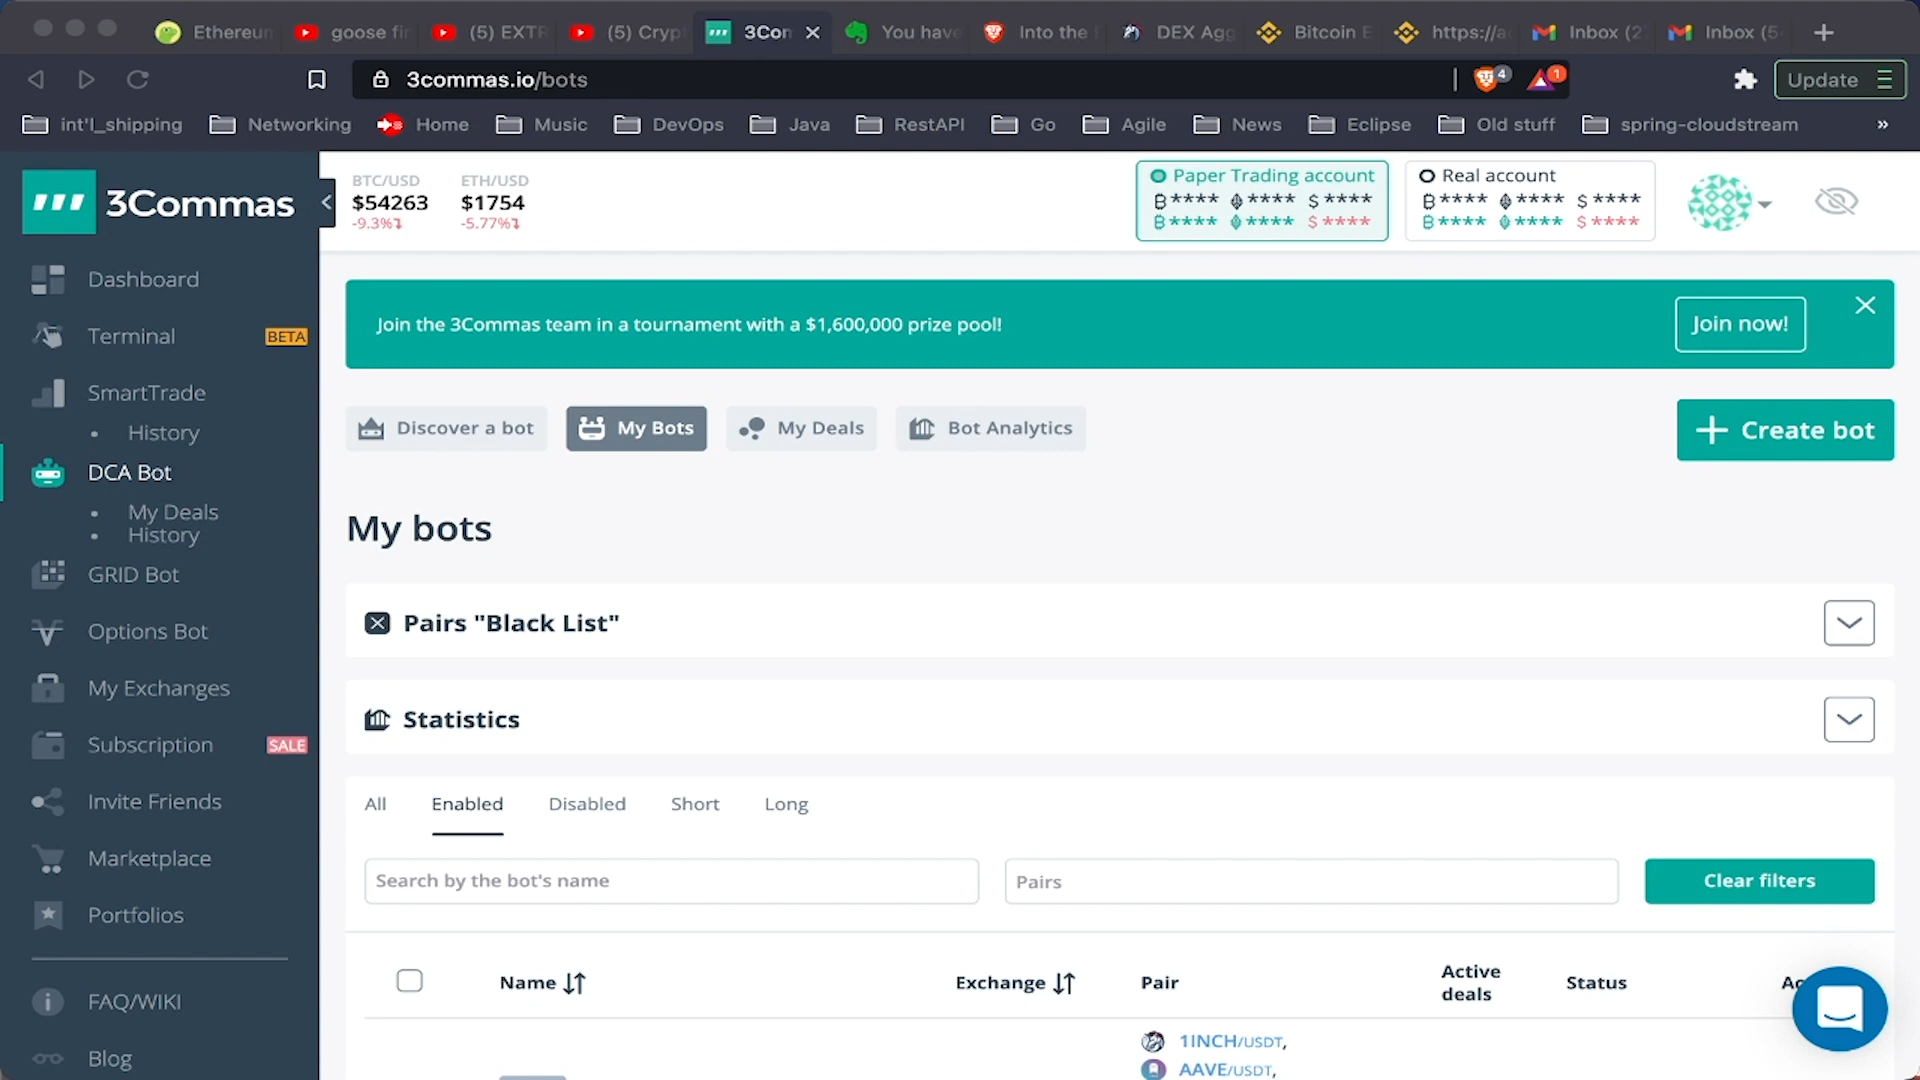 Ethereum
goose fir
(5) EXTR
(5) Crypt
3Con
You have
Into the
DEX Agg
Bitcoin E
https://a
Inbox (2
Inbox (5
3commas.io/bots
4
1
Update
int'l_shipping
Networking
Home
Music
DevOps
Java
RestAPI
Go
Agile
News
Eclipse
Old stuff
spring-cloudstream
»
3Commas
BTC/USD
$54263
-9.3%
ETH/USD
$1754
-5.77%
Paper Trading account
**** **** $ ****
**** **** $ ****
Real account
**** **** $ ****
**** **** $ ****
Dashboard
Terminal BETA
SmartTrade
• History
DCA Bot
• My Deals
• History
GRID Bot
Options Bot
My Exchanges
Subscription SALE
Invite Friends
Marketplace
Portfolios
FAQ/WIKI
Blog
Join the 3Commas team in a tournament with a $1,600,000 prize pool!
Join now!
Discover a bot
My Bots
My Deals
Bot Analytics
+ Create bot
My bots
Pairs "Black List"
Statistics
All Enabled Disabled Short Long
Search by the bot's name
Pairs
Clear filters
Name
Exchange
Pair
Active
deals
Status
1INCH/USDT,
AAVE/USDT,